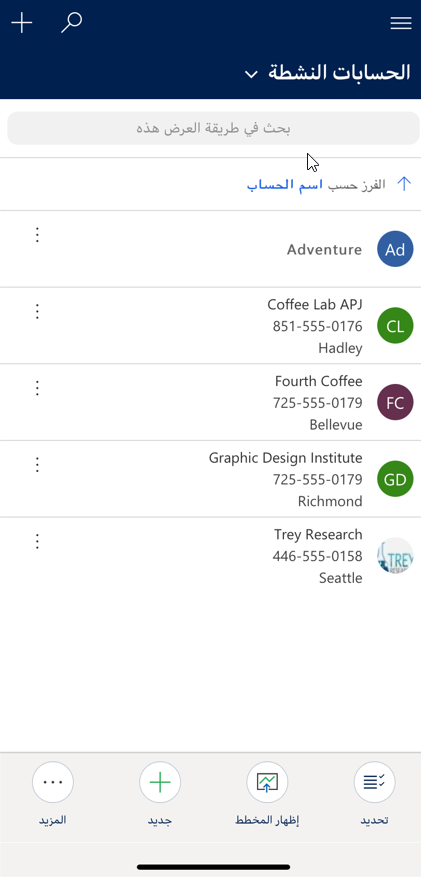 الحسابات النشطة
بحث في طريقة العرض هذه
الفرز حسب اسم الحساب
Ad
Adventure
CL
Coffee Lab APJ
851-555-0176
Hadley
FC
Fourth Coffee
725-555-0179
Bellevue
GD
Graphic Design Institute
725-555-0179
Richmond
TREY
Trey Research
446-555-0158
Seattle
تحديد
إظهار المخطط
جديد
المزيد